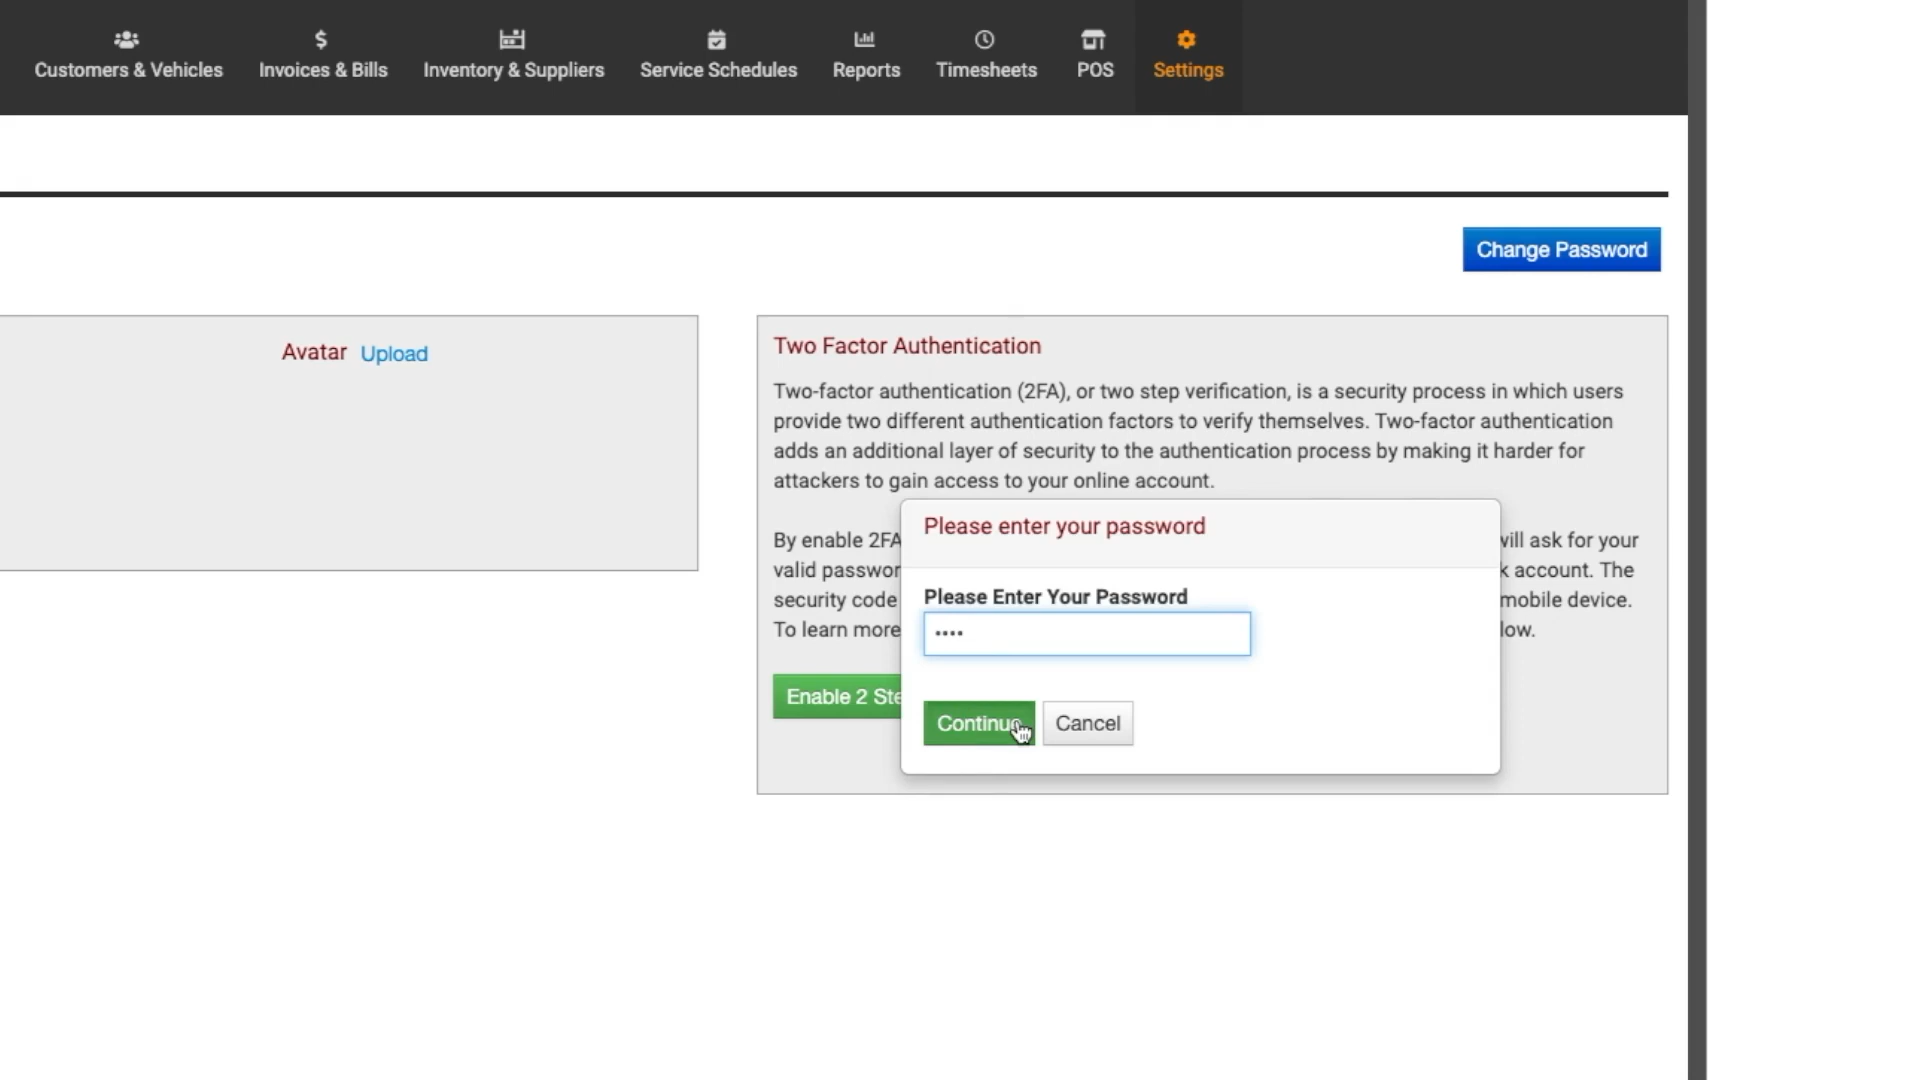 Customers & Vehicles
Invoices & Bills
Inventory & Suppliers
Service Schedules
Reports
Timesheets
POS
Settings
Change Password
Avatar Upload
Two Factor Authentication
Two-factor authentication (2FA), or two step verification, is a security process in which users
provide two different authentication factors to verify themselves. Two-factor authentication
adds an additional layer of security to the authentication process by making it harder for
attackers to gain access to your online account.
By enable 2FA will ask for your
valid passwor k account. The
security code mobile device.
To learn more low.
Enable 2 Ste
Please enter your password
Please Enter Your Password
••••
Continue
Cancel